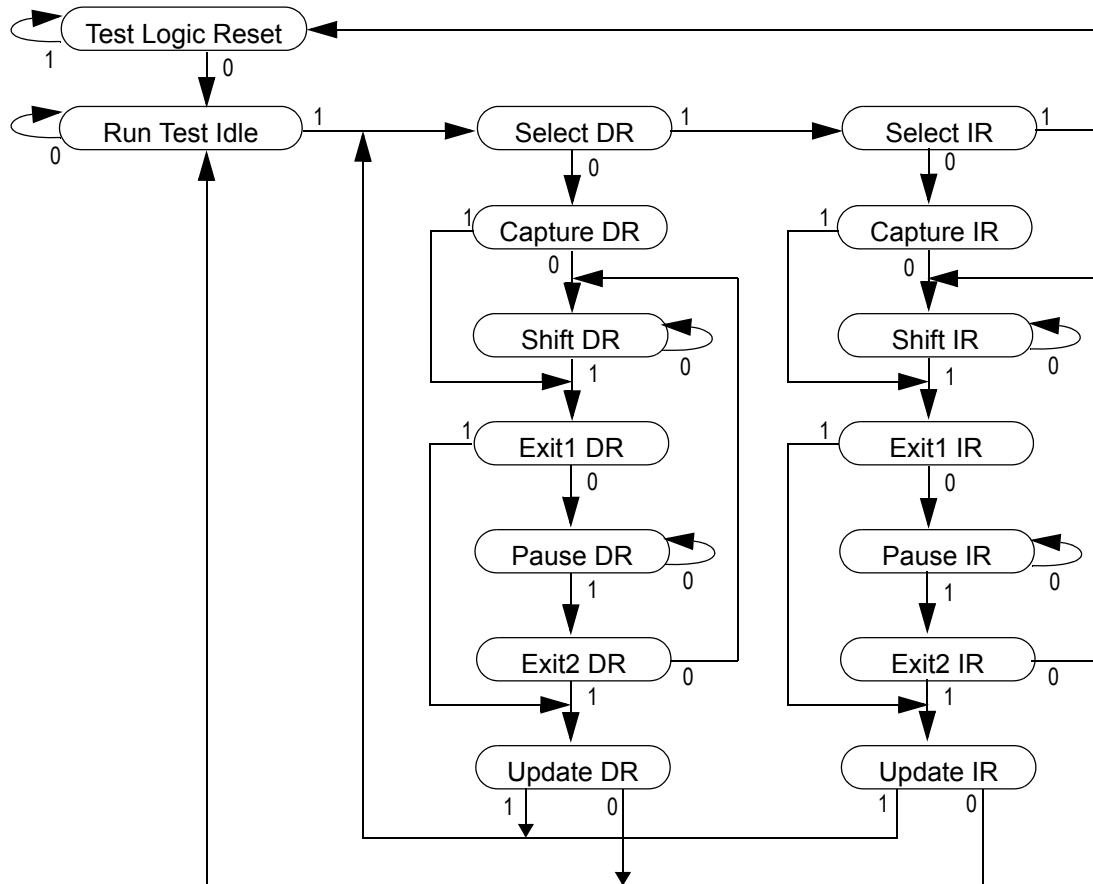 Test Logic Reset
1
0
Run Test Idle
1
Select DR
1
Select IR
1
0
0
0
1
Capture DR
1
Capture IR
0
0
Shift DR
0
Shift IR
0
1
1
1
Exit1 DR
1
Exit1 IR
0
0
Pause DR
0
Pause IR
0
1
1
Exit2 DR
0
Exit2 IR
0
1
1
Update DR
Update IR
1
0
1
0